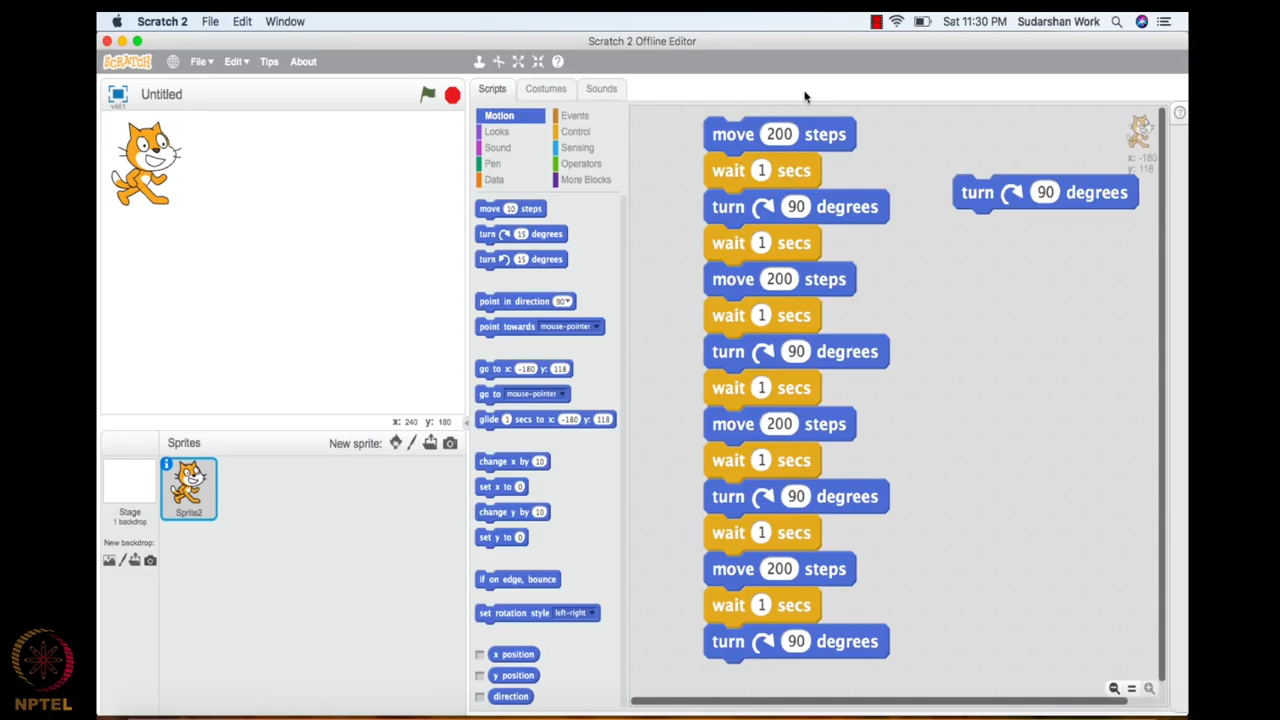 Scratch 2 File Edit Window Sat 11:30 PM Sudarshan Work
Scratch 2 Offline Editor
SCRATCH File Edit Tips About
v461
Untitled
x: 240 y: 180
Sprites New sprite:
Stage
1 backdrop
Sprite2
New backdrop:
Scripts Costumes Sounds
Motion Events
Looks Control
Sound Sensing
Pen Operators
Data More Blocks
move 10 steps
turn 15 degrees
turn 15 degrees
point in direction 90
point towards mouse-pointer
go to x: -180 y: 118
go to mouse-pointer
glide 1 secs to x: -180 y: 118
change x by 10
set x to 0
change y by 10
set y to 0
if on edge, bounce
set rotation style left-right
x position
y position
direction
move 200 steps
wait 1 secs
turn 90 degrees
wait 1 secs
move 200 steps
wait 1 secs
turn 90 degrees
wait 1 secs
move 200 steps
wait 1 secs
turn 90 degrees
wait 1 secs
move 200 steps
wait 1 secs
turn 90 degrees
turn 90 degrees
x: -180
y: 118
NPTEL